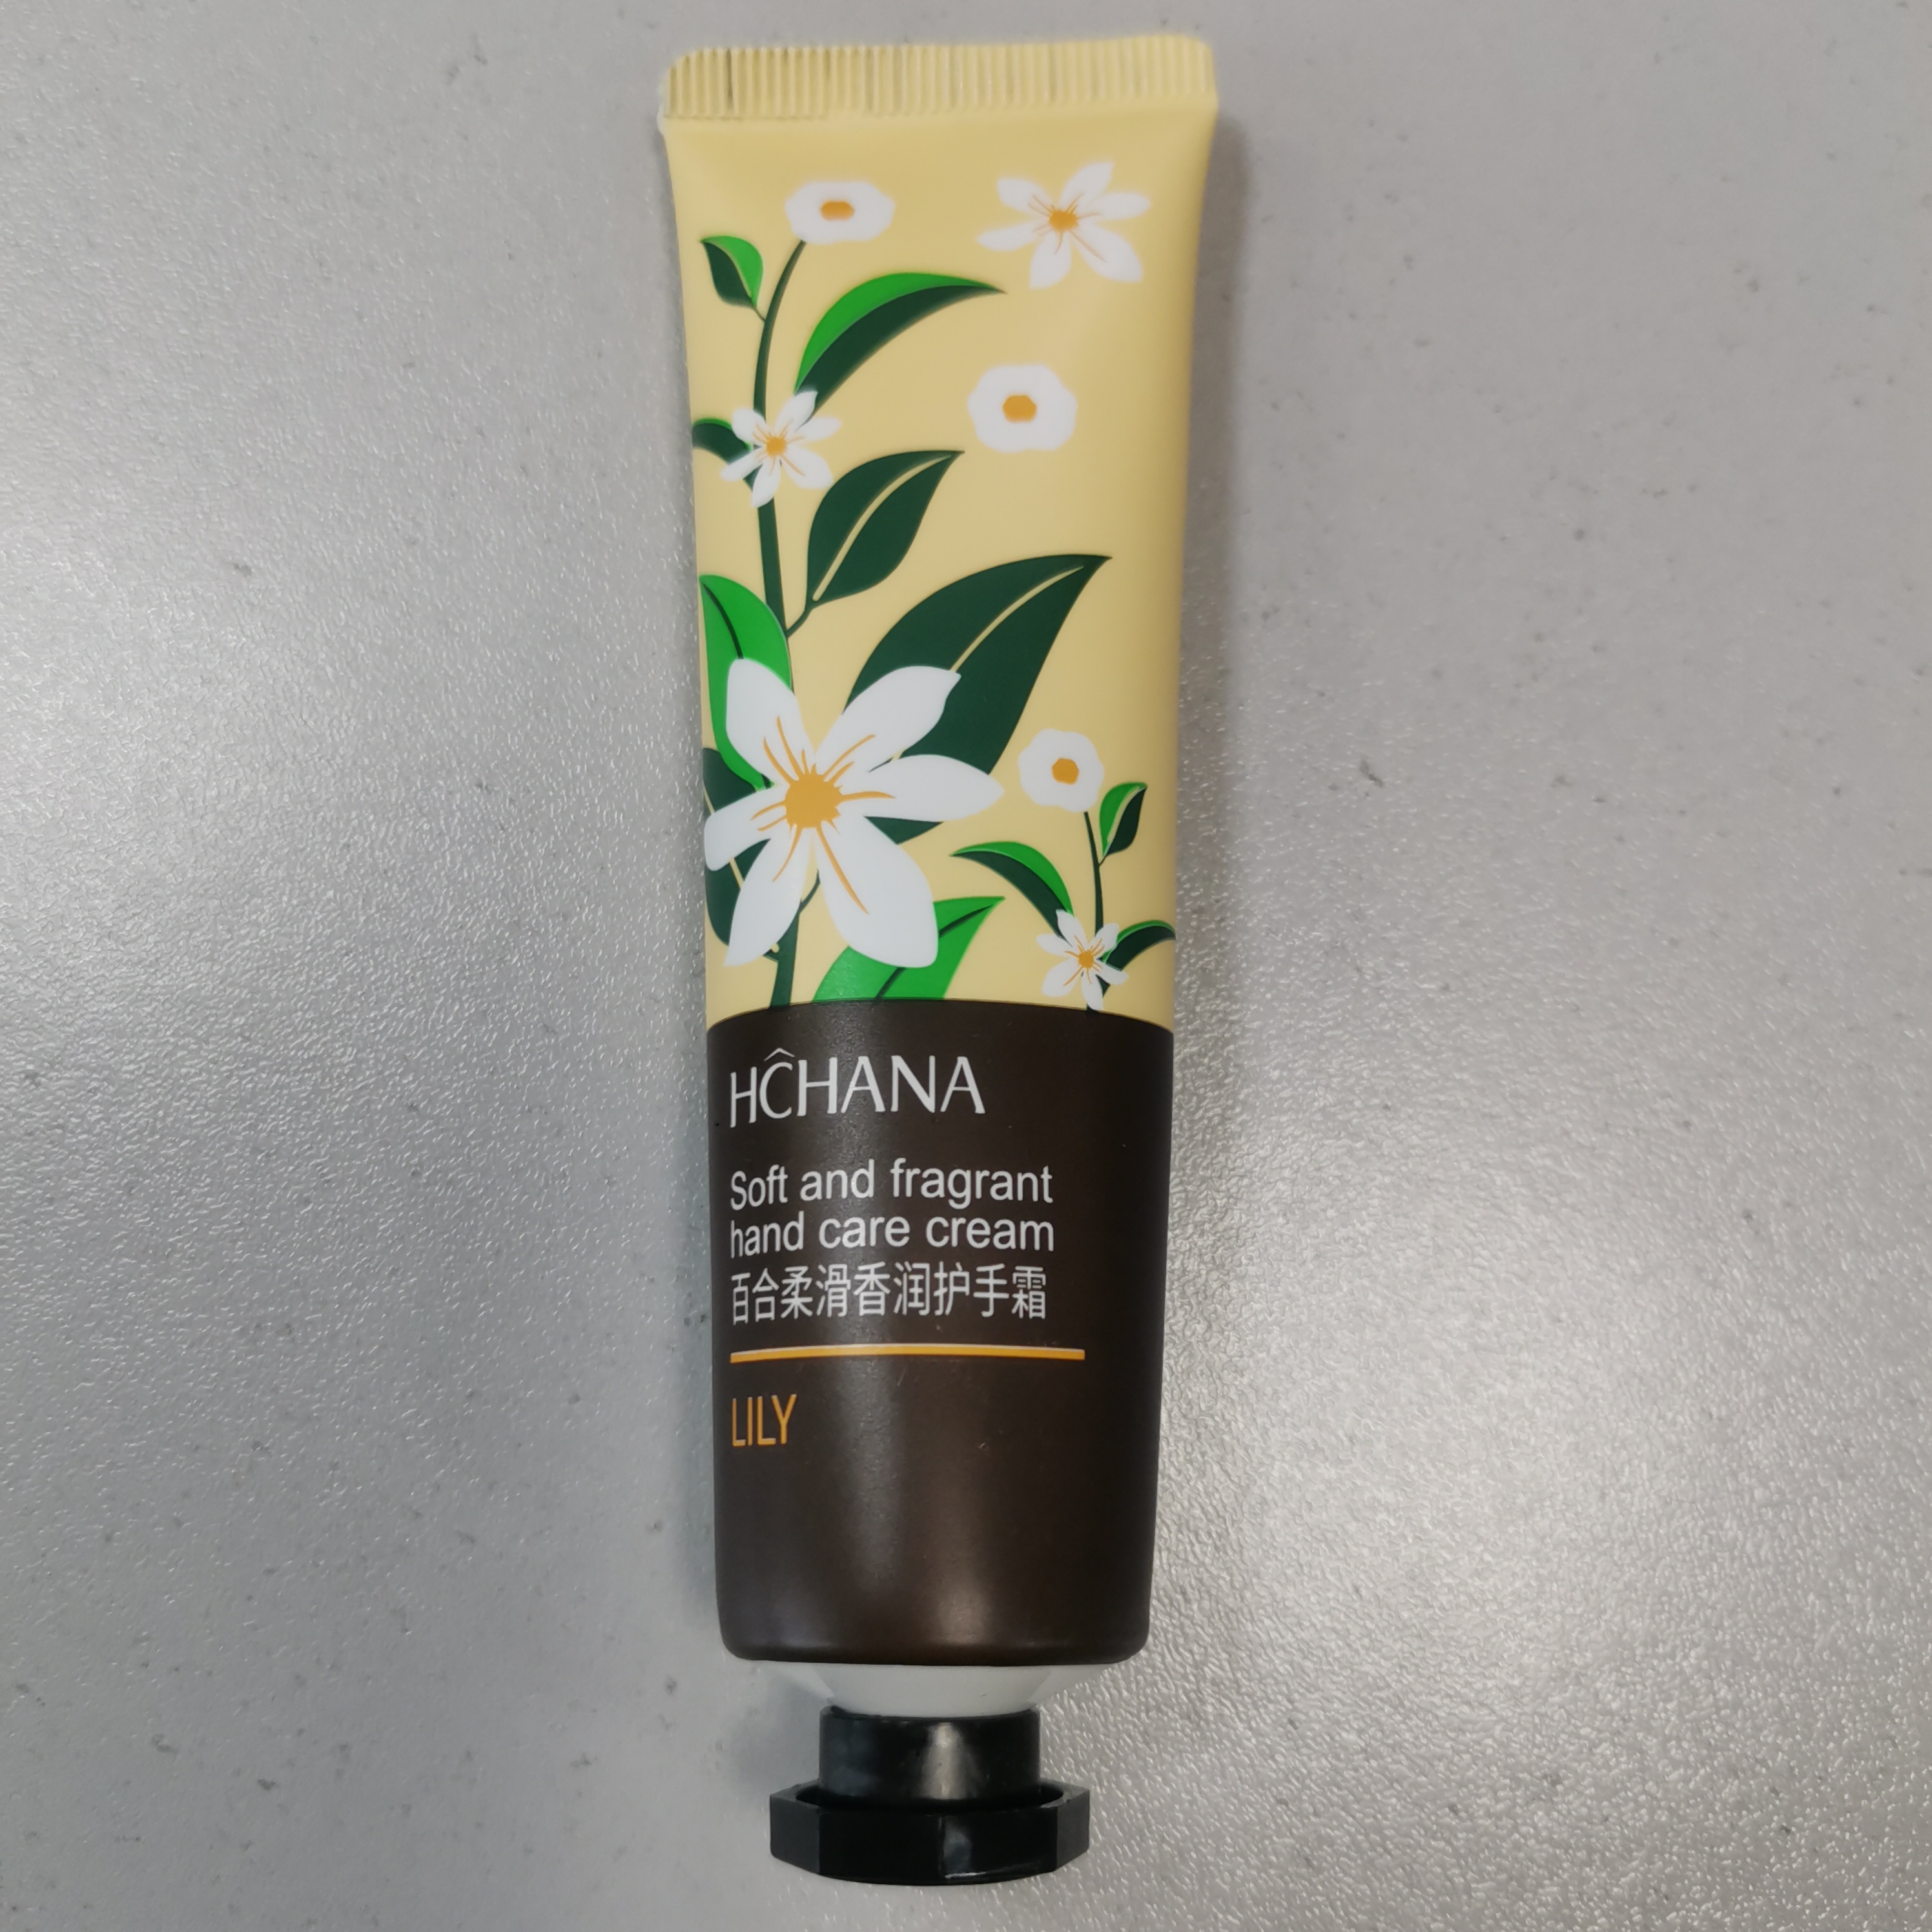 HĈHANA
Soft and fragrant
hand care cream
百合柔滑香润护手霜
LILY